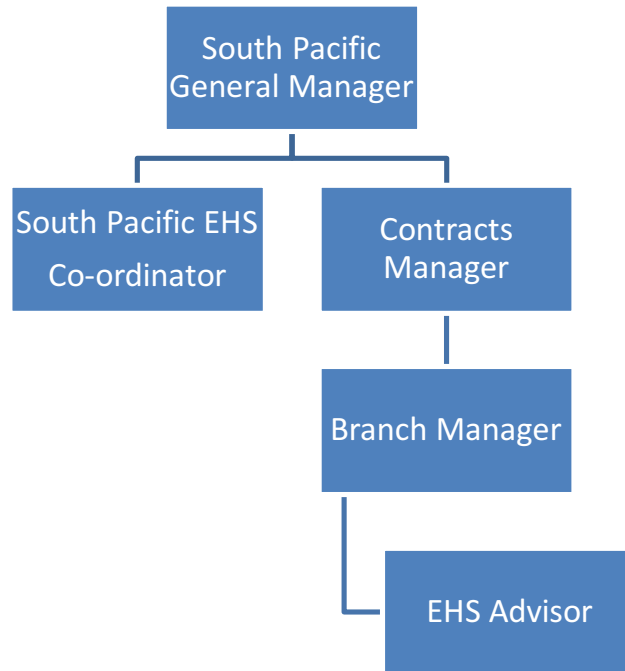 South Pacific
General Manager
South Pacific EHS
Co-ordinator
Contracts
Manager
Branch Manager
EHS Advisor